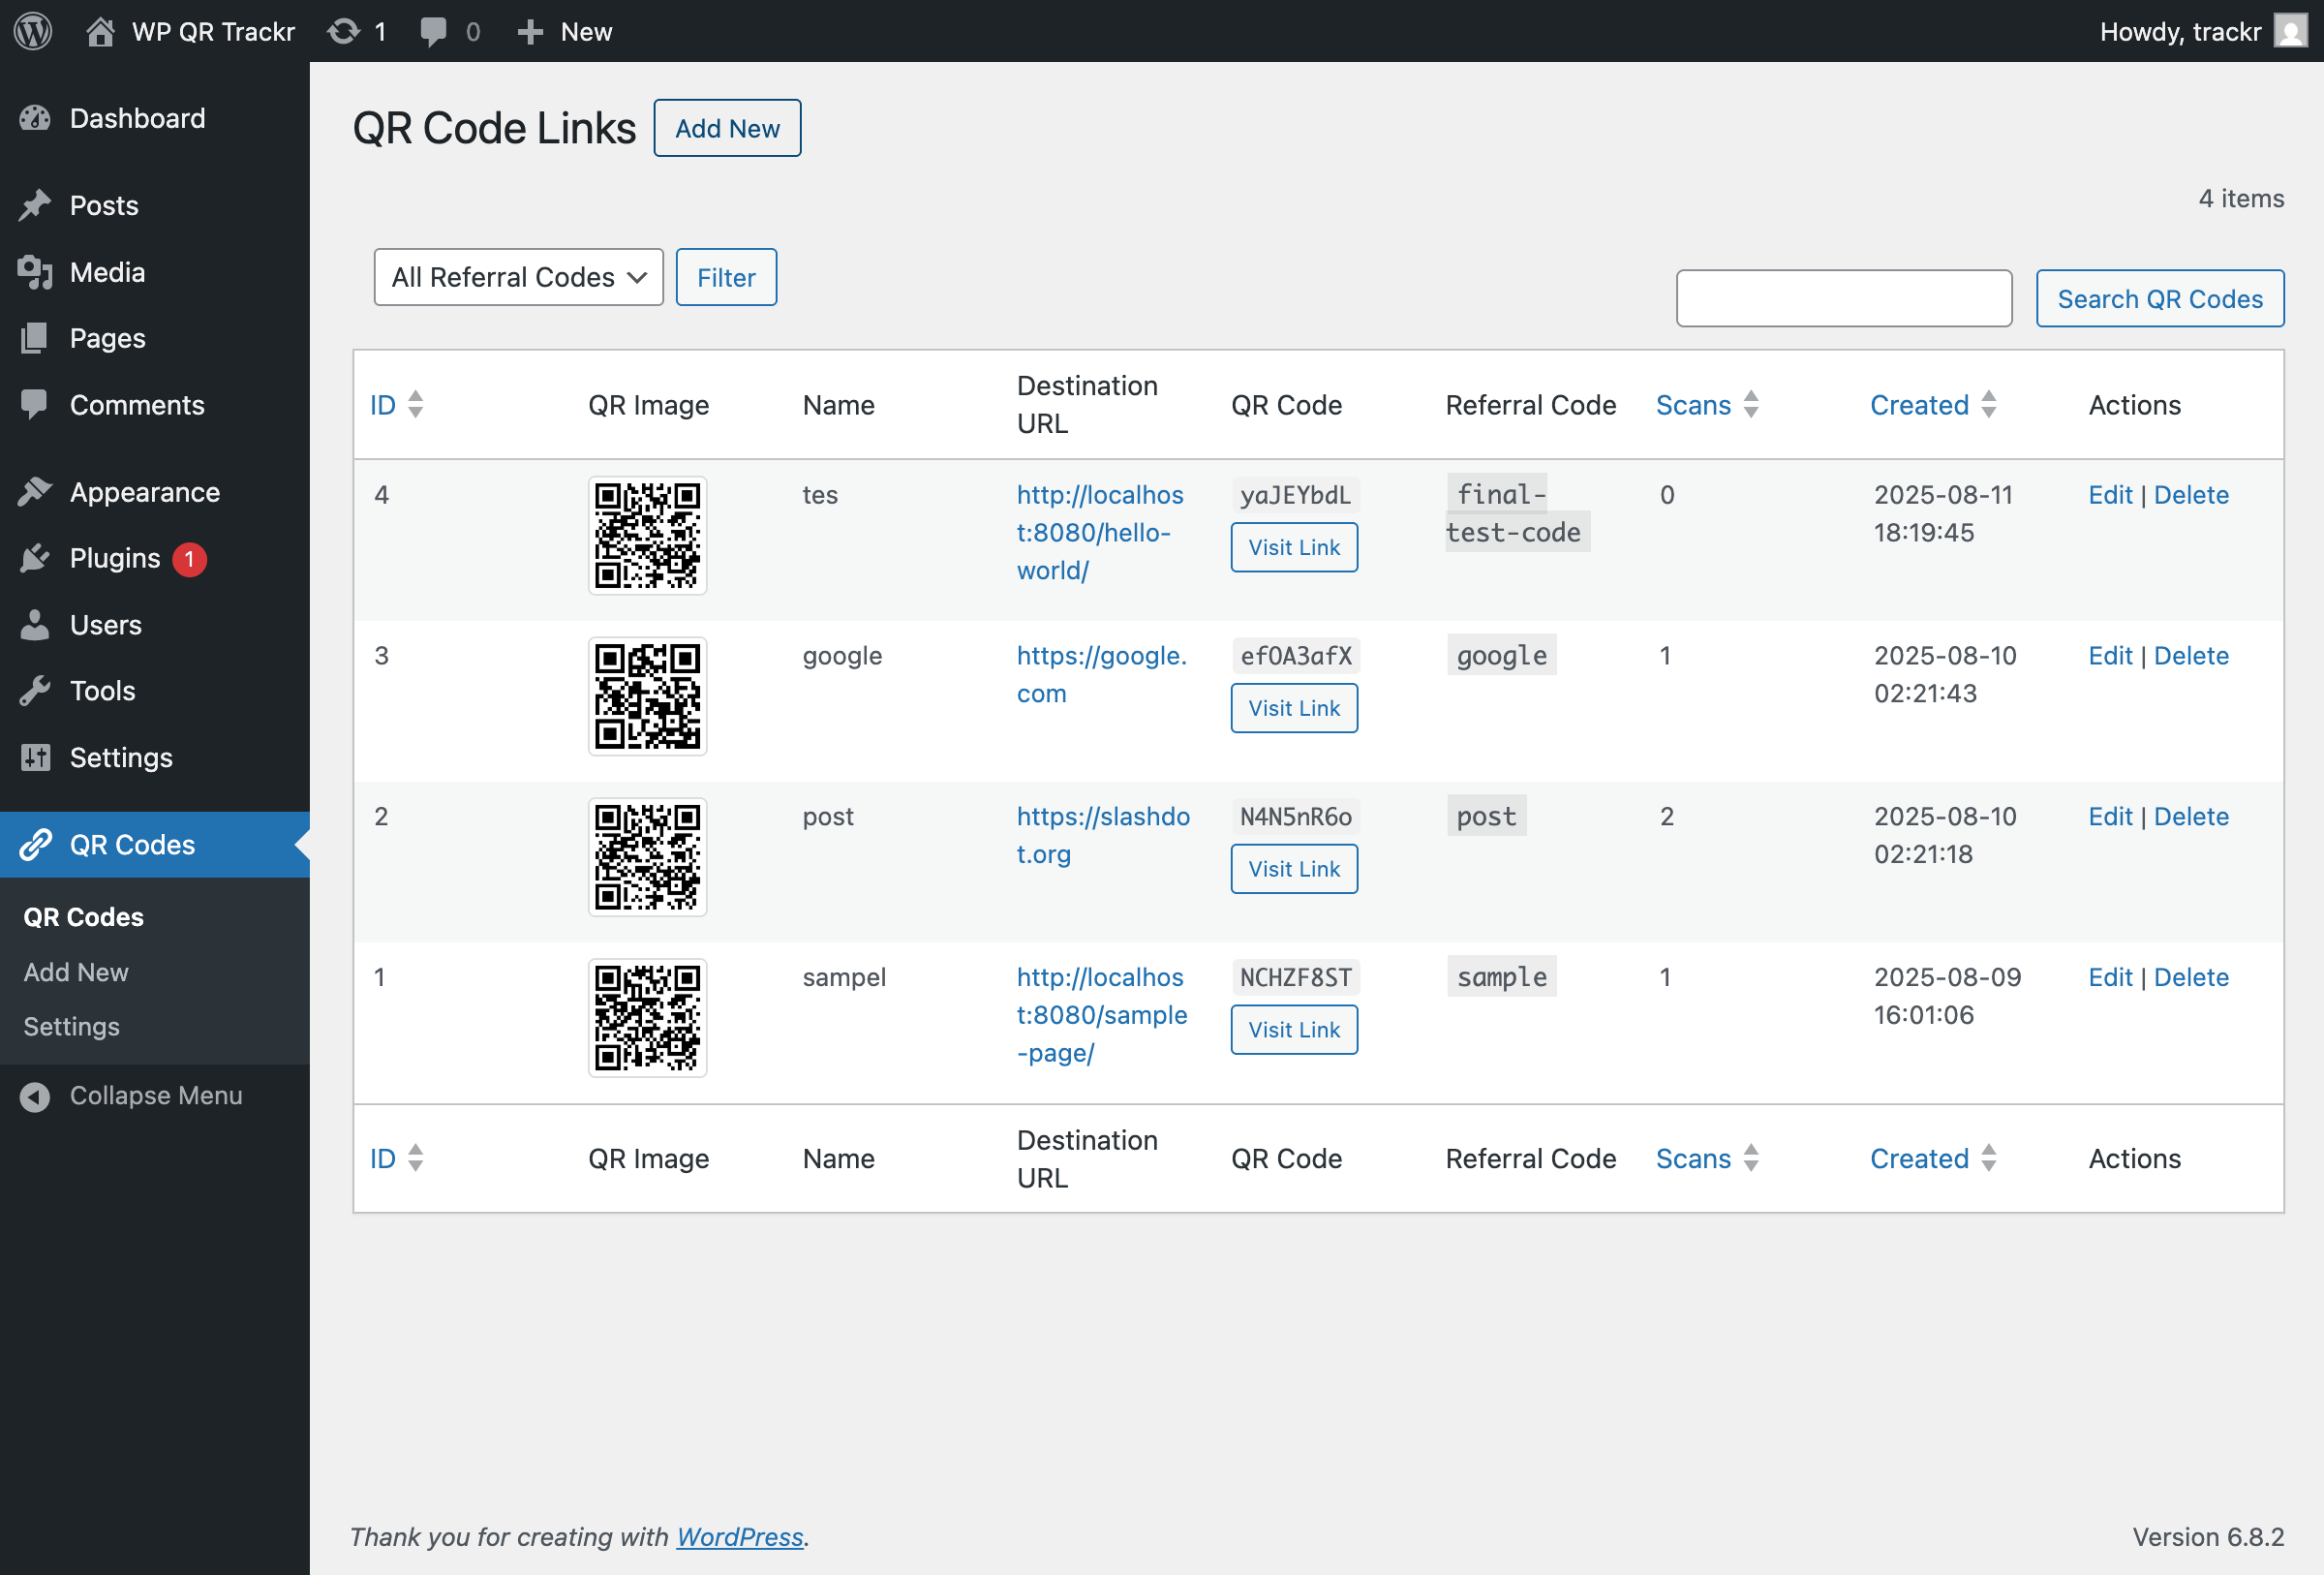 WP QR Trackr 1 0 New Howdy, trackr
Dashboard
Posts
Media
Pages
Comments
Appearance
Plugins 1
Users
Tools
Settings
QR Codes
QR Codes
Add New
Settings
Collapse Menu
QR Code Links Add New
4 items
All Referral Codes Filter
Search QR Codes
ID QR Image Name Destination URL QR Code Referral Code Scans Created Actions
4 tes http://localhos yaJEYbdL final- 0 2025-08-11 Edit | Delete
t:8080/hello- Visit Link test-code 18:19:45
world/
3 google https://google. efOA3afX google 1 2025-08-10 Edit | Delete
com Visit Link 02:21:43
2 post https://slashdo N4N5nR6o post 2 2025-08-10 Edit | Delete
t.org Visit Link 02:21:18
1 sampel http://localhos NCHZF8ST sample 1 2025-08-09 Edit | Delete
t:8080/sample Visit Link 16:01:06
-page/
ID QR Image Name Destination URL QR Code Referral Code Scans Created Actions
Thank you for creating with WordPress. Version 6.8.2